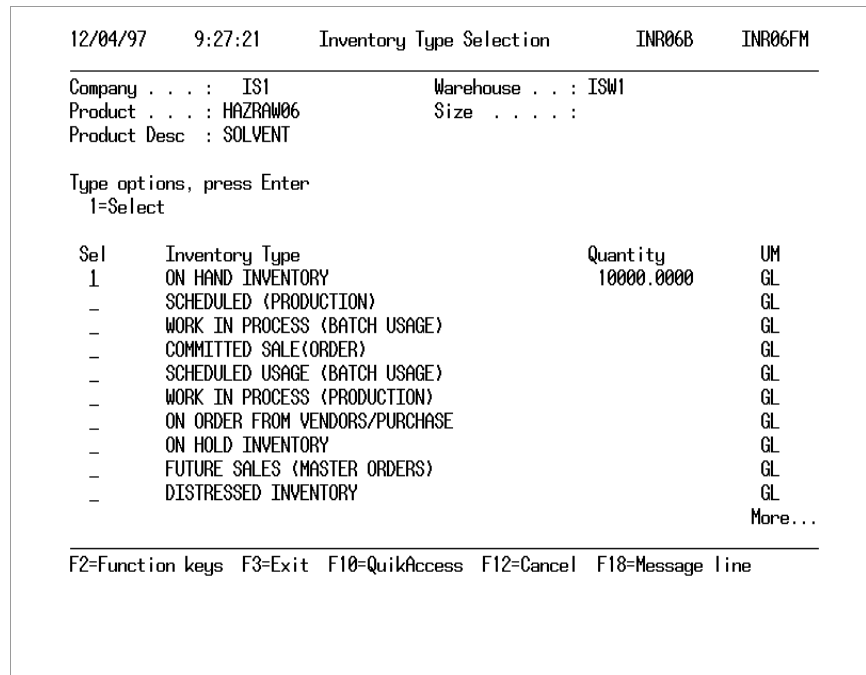 12/04/97 9:27:21 Inventory Type Selection INR06B INR06FM
Company . . . : IS1 Warehouse . . : ISW1
Product . . . : HAZRAW06 Size . . . . :
Product Desc : SOLVENT
Type options, press Enter
1=Select
Sel Inventory Type Quantity UM
1 ON HAND INVENTORY 10000.0000 GL
_ SCHEDULED (PRODUCTION) GL
_ WORK IN PROCESS (BATCH USAGE) GL
_ COMMITTED SALE(ORDER) GL
_ SCHEDULED USAGE (BATCH USAGE) GL
_ WORK IN PROCESS (PRODUCTION) GL
_ ON ORDER FROM VENDORS/PURCHASE GL
_ ON HOLD INVENTORY GL
_ FUTURE SALES (MASTER ORDERS) GL
_ DISTRESSED INVENTORY GL
More...
F2=Function keys F3=Exit F10=QuikAccess F12=Cancel F18=Message line